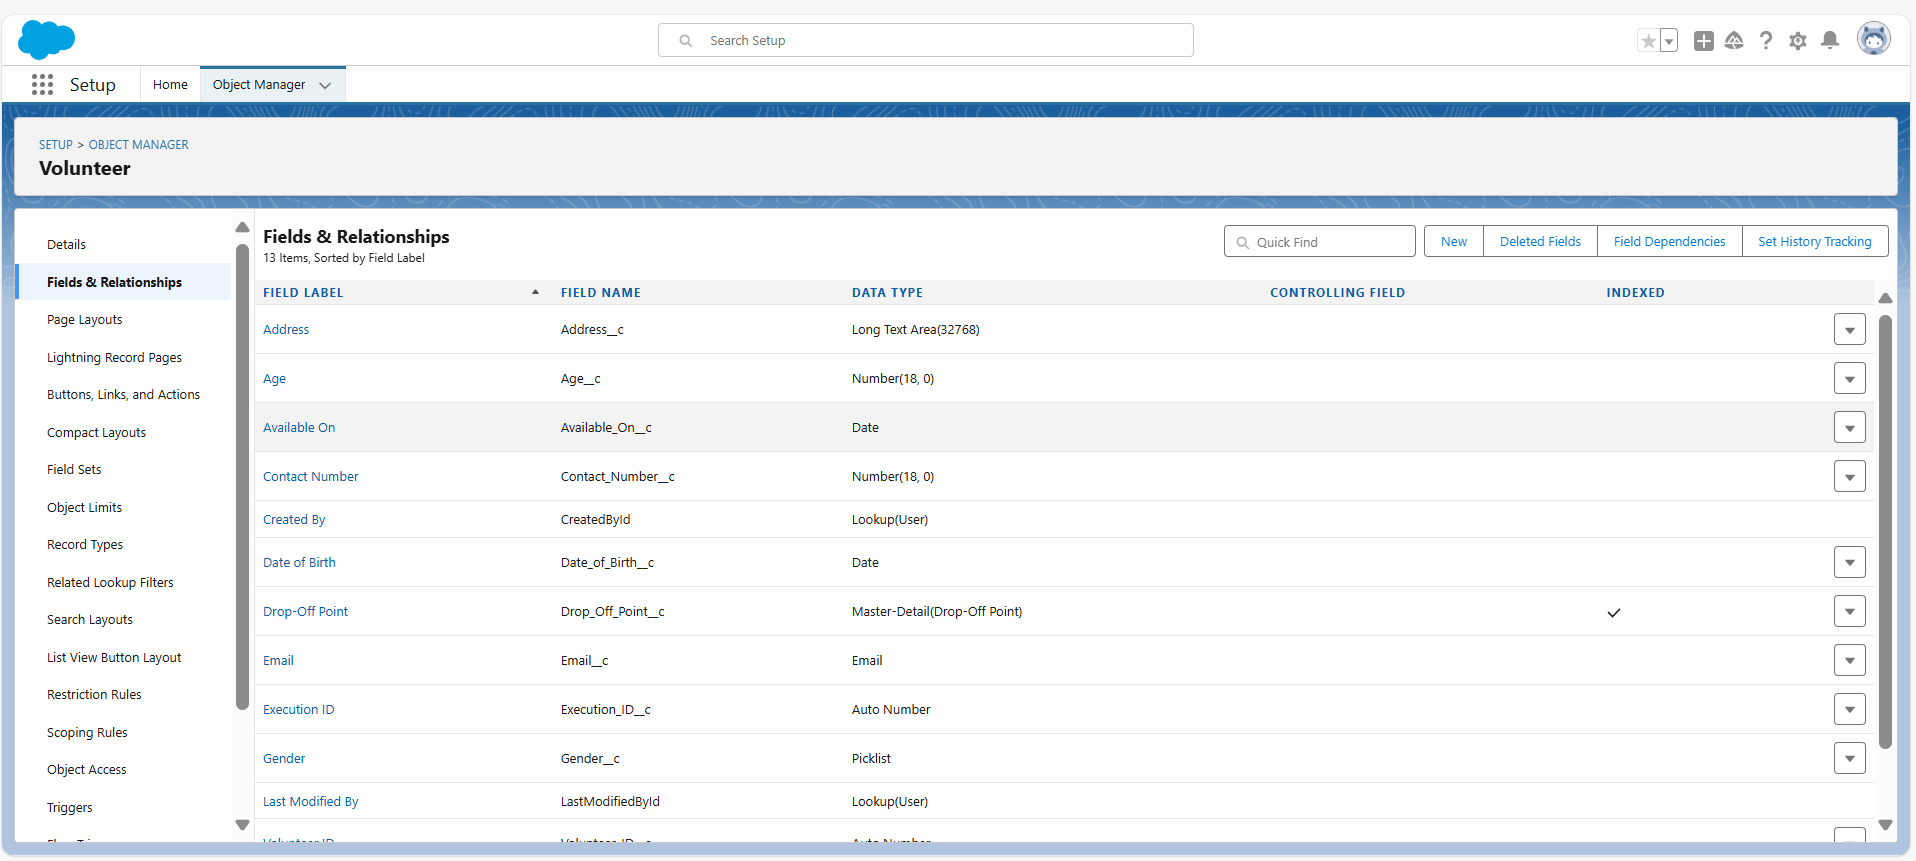 Search Setup
Setup
Home
Object Manager
SETUP > OBJECT MANAGER
Volunteer
Details
Fields & Relationships
Page Layouts
Lightning Record Pages
Buttons, Links, and Actions
Compact Layouts
Field Sets
Object Limits
Record Types
Related Lookup Filters
Search Layouts
List View Button Layout
Restriction Rules
Scoping Rules
Object Access
Triggers
Fields & Relationships
13 Items, Sorted by Field Label
Quick Find
New
Deleted Fields
Field Dependencies
Set History Tracking
FIELD LABEL FIELD NAME DATA TYPE CONTROLLING FIELD INDEXED
Address Address__c Long Text Area(32768)
Age Age__c Number(18, 0)
Available On Available_On__c Date
Contact Number Contact_Number__c Number(18, 0)
Created By CreatedById Lookup(User)
Date of Birth Date_of_Birth__c Date
Drop-Off Point Drop_Off_Point__c Master-Detail(Drop-Off Point)
Email Email__c Email
Execution ID Execution_ID__c Auto Number
Gender Gender__c Picklist
Last Modified By LastModifiedById Lookup(User)
Volunteer ID Volunteer_ID__c Auto Number